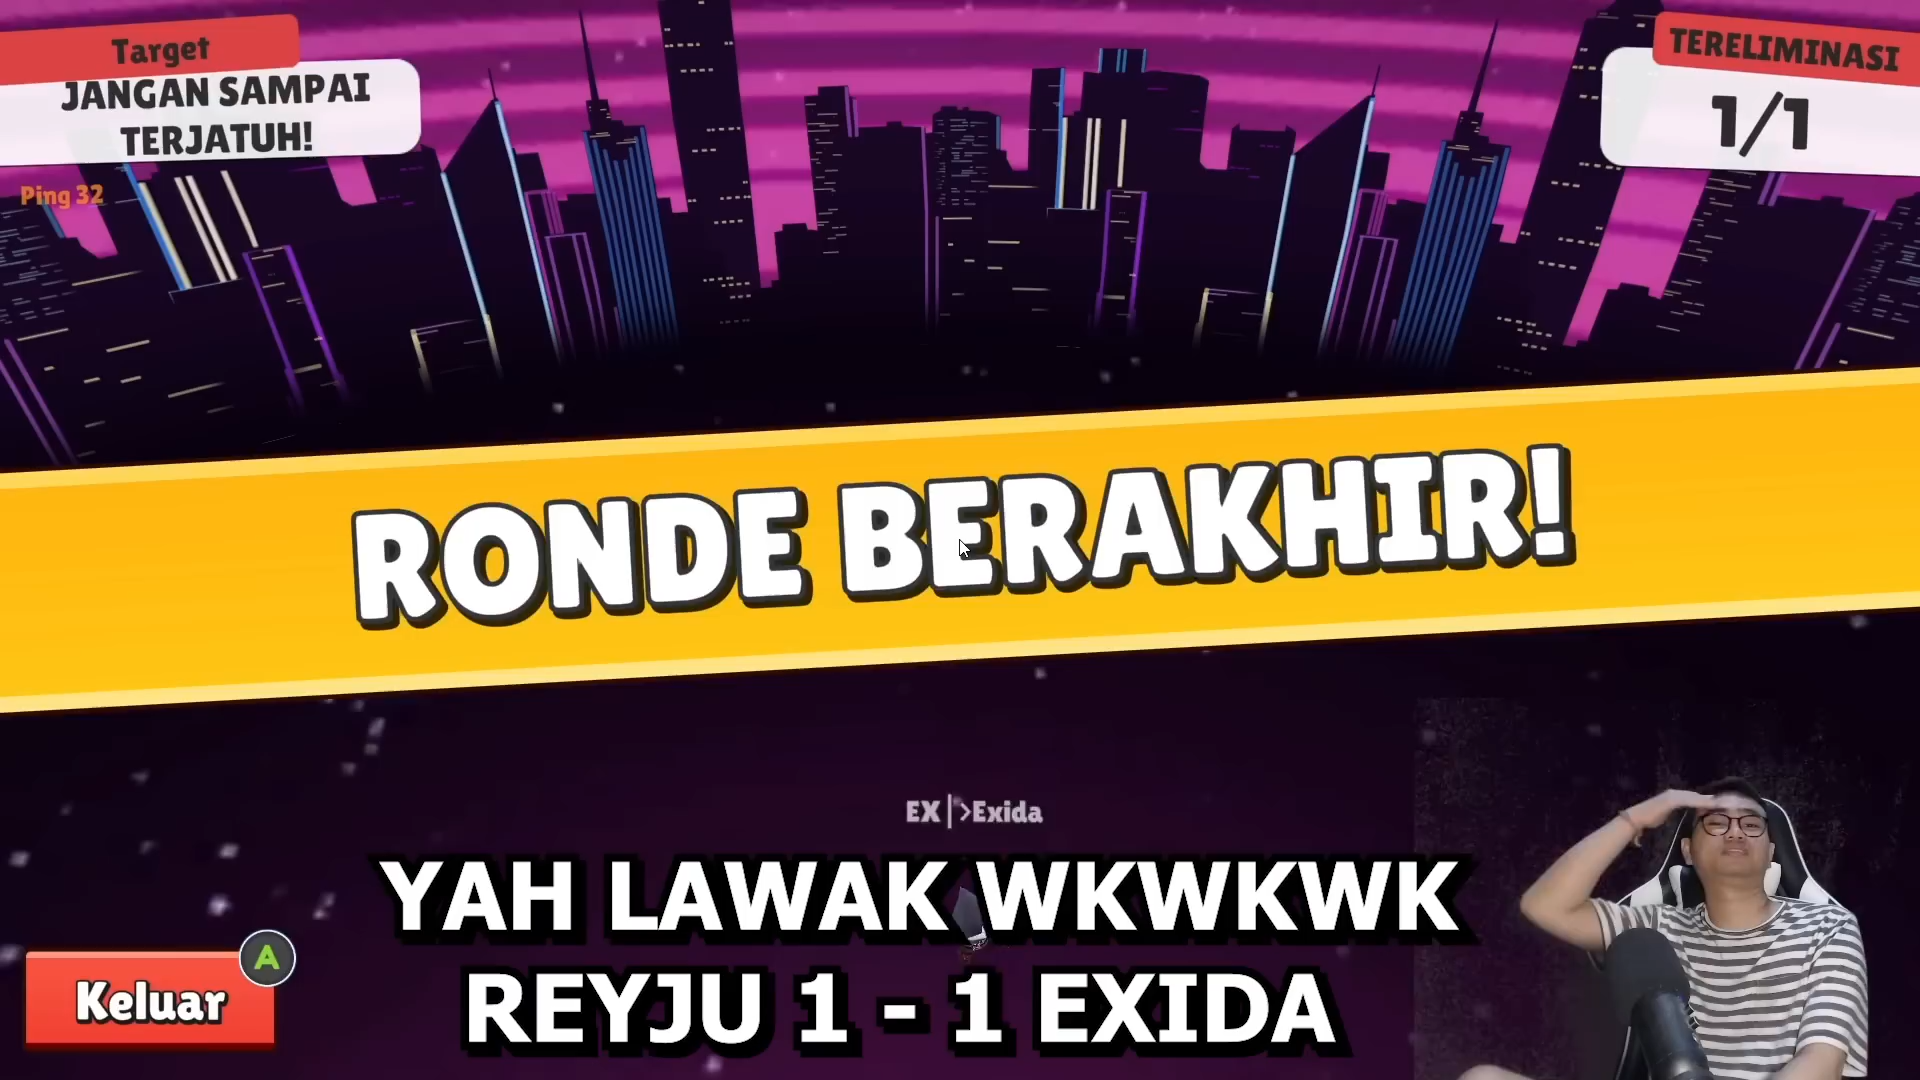 Target
JANGAN SAMPAI
TERJATUH!
TERELIMINASI
1/1
Ping 32
RONDE BERAKHIR!
EX|>Exida
YAH LAWAK WKWKWK
REYJU 1 - 1 EXIDA
A
Keluar